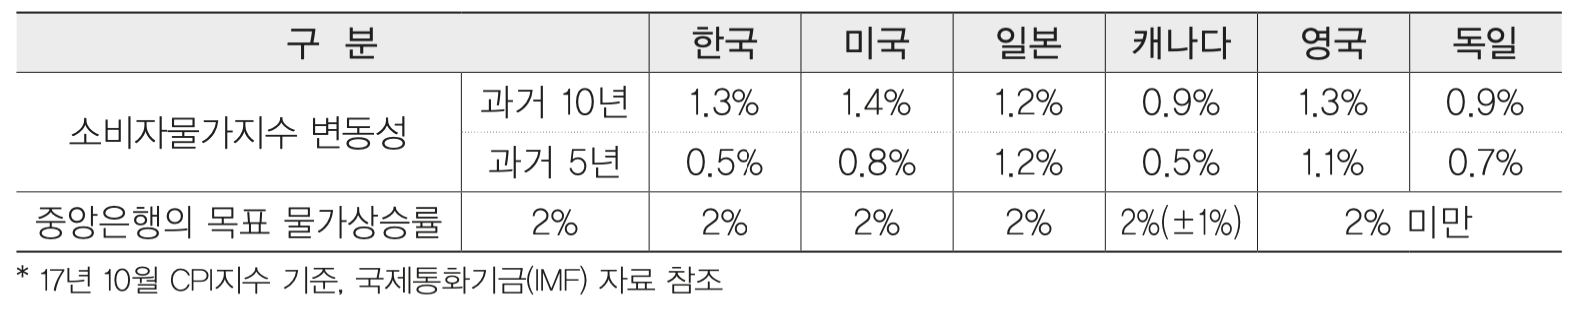 구 분 한국 미국 일본 캐나다 영국 독일
소비자물가지수 변동성 과거 10년 1.3% 1.4% 1.2% 0.9% 1.3% 0.9%
과거 5년 0.5% 0.8% 1.2% 0.5% 1.1% 0.7%
중앙은행의 목표 물가상승률 2% 2% 2% 2% 2%(±1%) 2% 미만
* 17년 10월 CPI지수 기준, 국제통화기금(IMF) 자료 참조